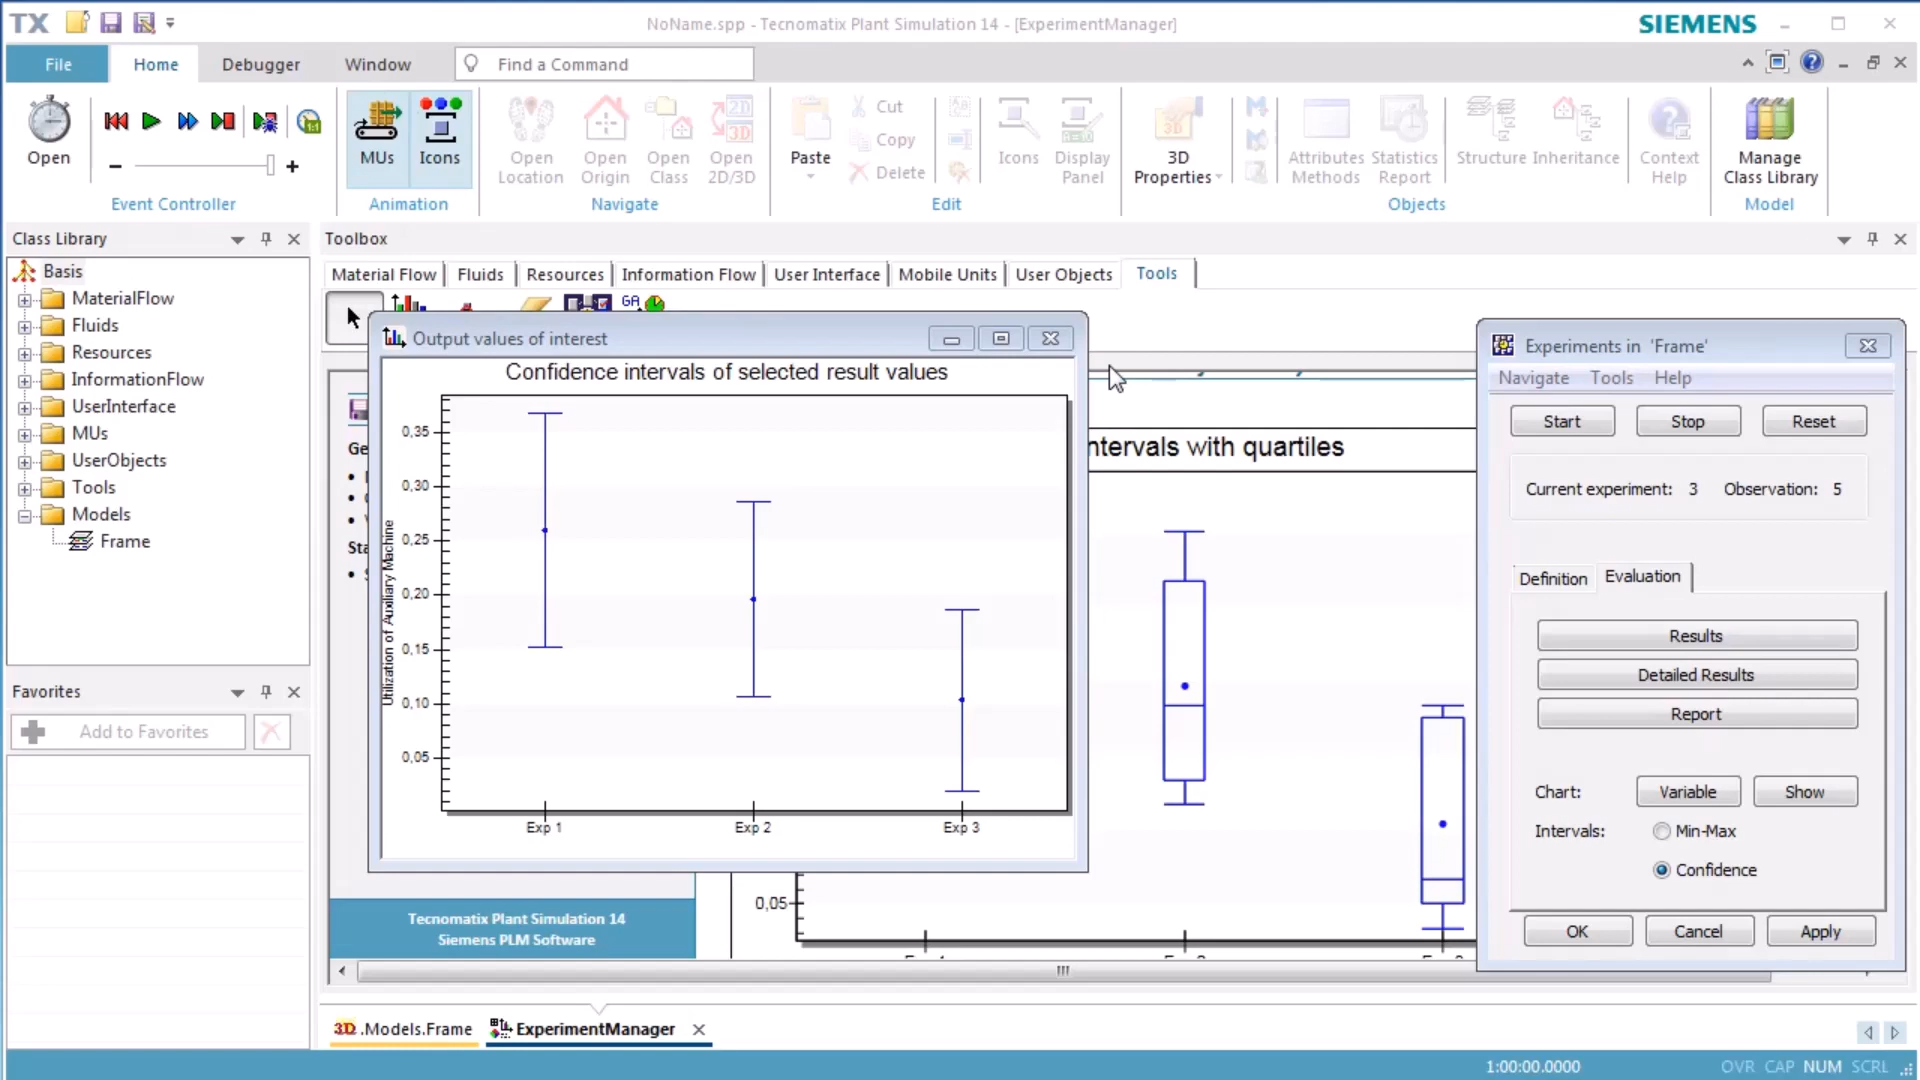 TX
NoName.spp - Tecnomatix Plant Simulation 14 - [ExperimentManager]
SIEMENS
File Home Debugger Window Find a Command
Open
MUs Icons
Open Location
Open Origin
Open Class
Open 2D/3D
Paste
Cut
Copy
Delete
Icons
Display Panel
3D Properties
Attributes Methods
Statistics Report
Structure Inheritance
Context Help
Manage Class Library
Event Controller Animation Navigate Edit Objects Model
Class Library
Basis
MaterialFlow
Fluids
Resources
InformationFlow
UserInterface
MUs
UserObjects
Tools
Models
Frame
Favorites
Add to Favorites
Toolbox
Material Flow Fluids Resources Information Flow User Interface Mobile Units User Objects Tools
GA
Output values of interest
Confidence intervals of selected result values
Utilization of Auxiliary Machine
0,35
0,30
0,25
0,20
0,15
0,10
0,05
Exp 1 Exp 2 Exp 3
Ge
Sta
ntervals with quartiles
0,05
Tecnomatix Plant Simulation 14
Siemens PLM Software
Experiments in 'Frame'
Navigate Tools Help
Start Stop Reset
Current experiment: 3 Observation: 5
Definition Evaluation
Results
Detailed Results
Report
Chart: Variable Show
Intervals: Min-Max
Confidence
OK Cancel Apply
3D .Models.Frame ExperimentManager
1:00:00.0000 OVR CAP NUM SCRL